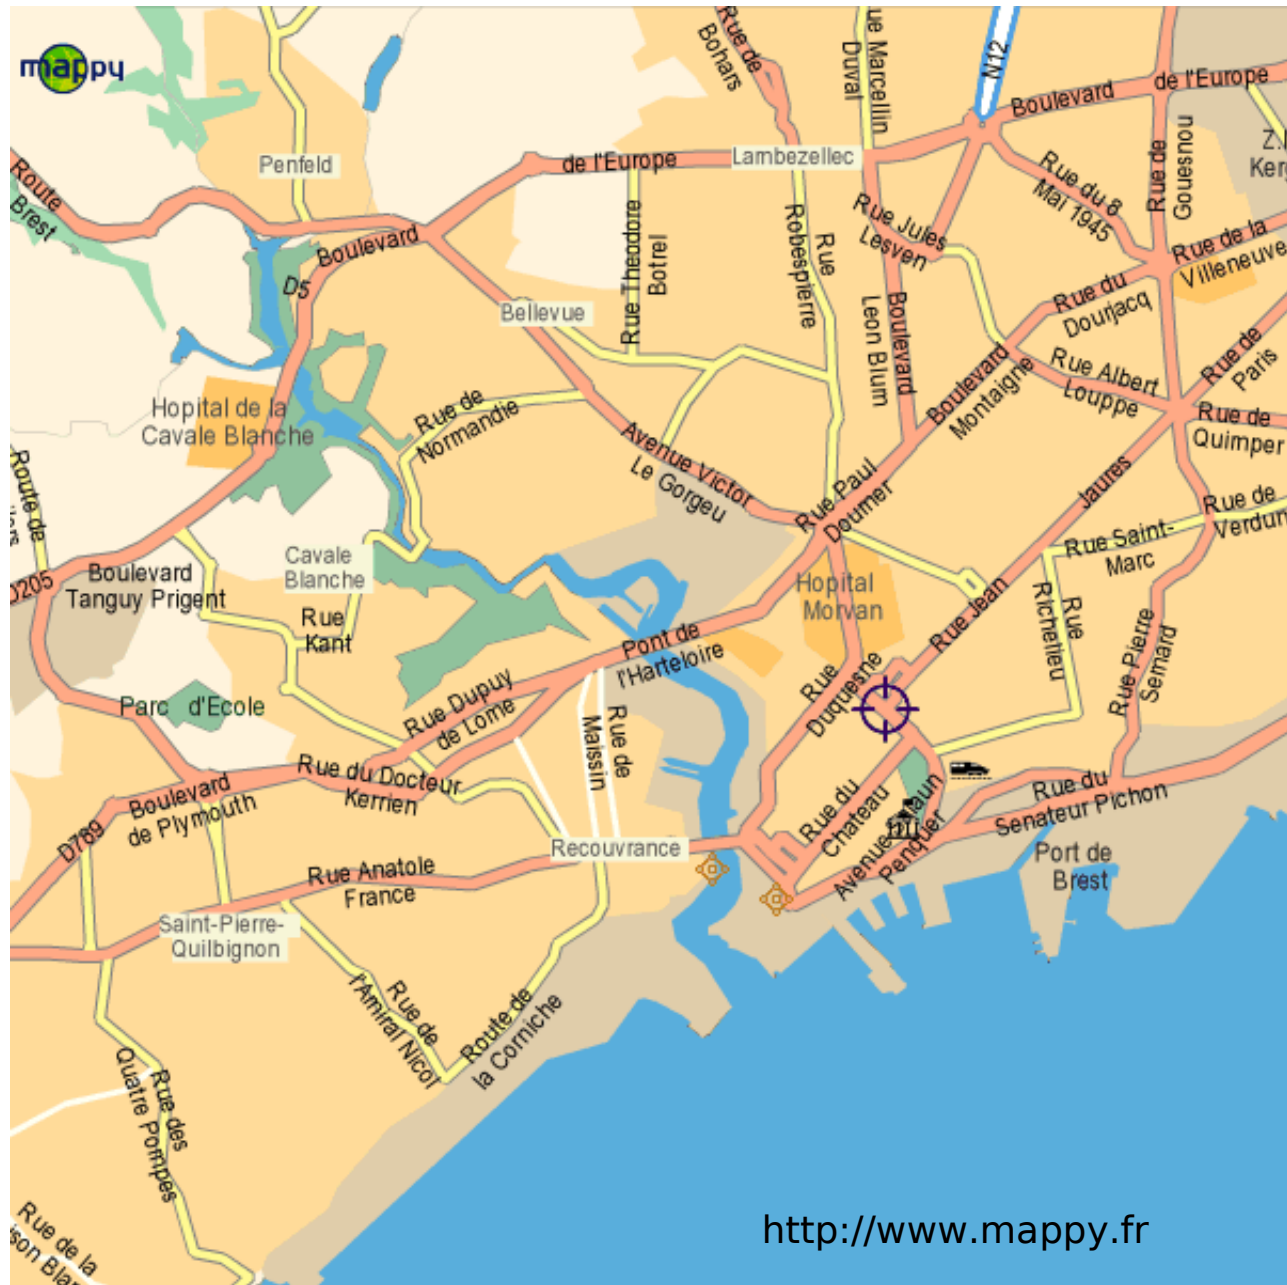 mappy
Rue de
Bohars
Rue Marcellin
Duval
N12
Boulevard
de l'Europe
Penfeld
de l'Europe
Lambezellec
Rue du 8
Mai 1945
Rue de
Gouesnou
Route
Brest
Boulevard
D5
Rue Theodore
Botrel
Rue
Robespierre
Rue Jules
Lesven
Rue de la
Villeneuve
Bellevue
Boulevard
Leon Blum
Rue du
Dourjacq
Rue de
Paris
Hopital de la
Cavale Blanche
Rue de
Normandie
Boulevard
Montaigne
Rue Albert
Louppe
Rue de
Quimper
Avenue Victor
Le Gorgeu
Route de
Rue Paul
Doumer
Jaures
Rue de
Verdun
Rue Saint-
Marc
Cavale
Blanche
D205
Boulevard
Tanguy Prigent
Rue
Kant
Hopital
Morvan
Rue Jean
Rue
Richelieu
Rue Pierre
Semard
Pont de
l'Harteloire
Parc d'Ecole
Rue Dupuy
de Lome
Rue de
Maissin
Rue
Duquesne
Rue du Docteur
Kerrien
Boulevard
de Plymouth
D789
Rue du
Chateau
Avenue Salaun
Penquer
Rue du
Senateur Pichon
Recouvrance
Port de
Brest
Rue Anatole
France
Saint-Pierre-
Quilbignon
Rue de
l'Amiral Nicol
Route de
la Corniche
Rue des
Quatre Pompes
Rue de la
http://www.mappy.fr